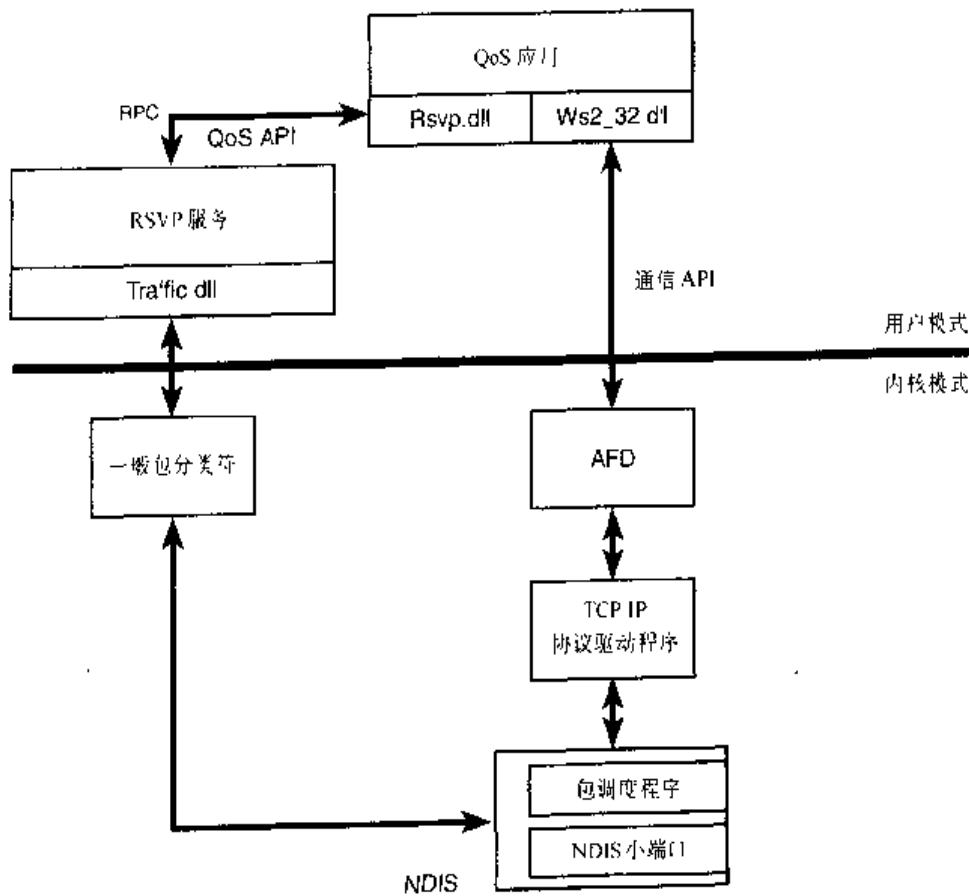 QoS 应用
RPC
QoS API
Rsvp.dll
Ws2_32 dll
RSVP 服务
Traffic dll
通信 API
用户模式
内核模式
一般包分类符
AFD
TCP IP
协议驱动程序
包调度程序
NDIS 小端口
NDIS